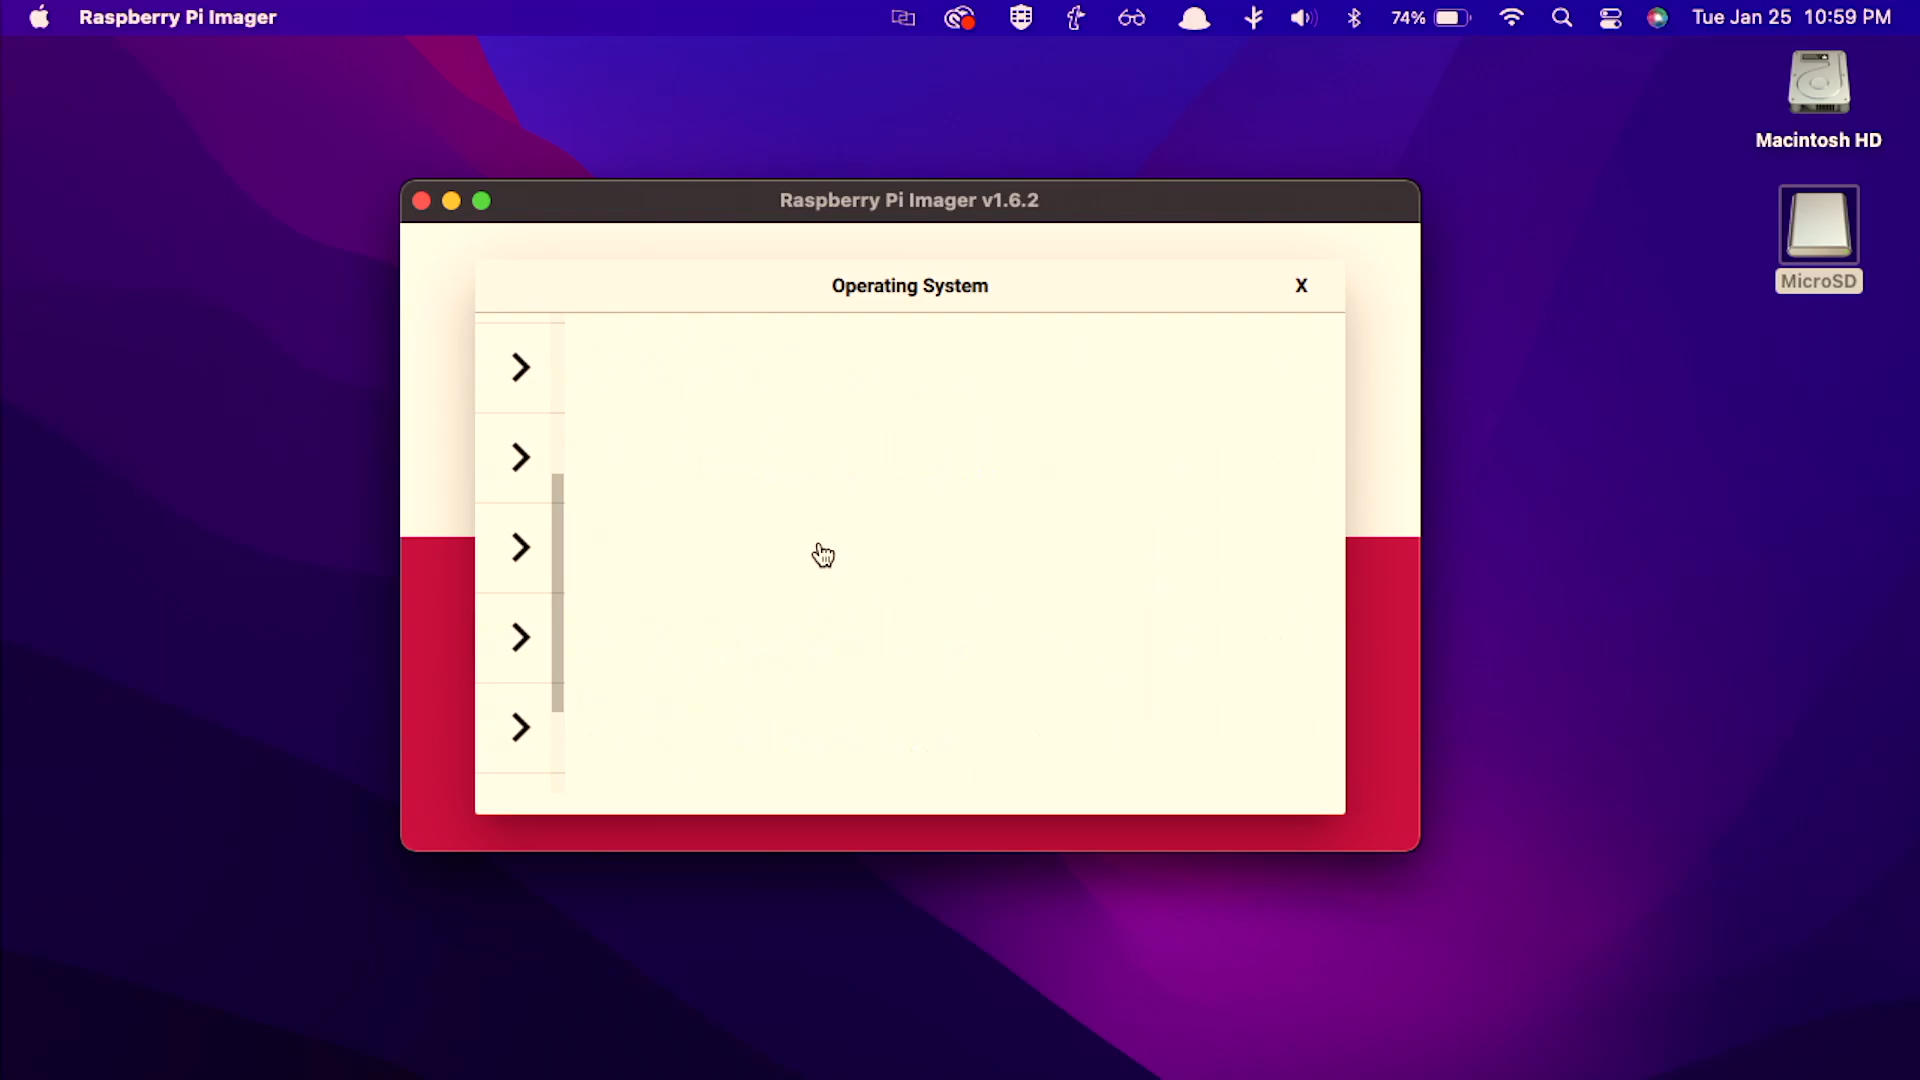 Raspberry Pi Imager
74%
Tue Jan 25 10:59 PM
Macintosh HD
MicroSD
Raspberry Pi Imager v1.6.2
Operating System
X